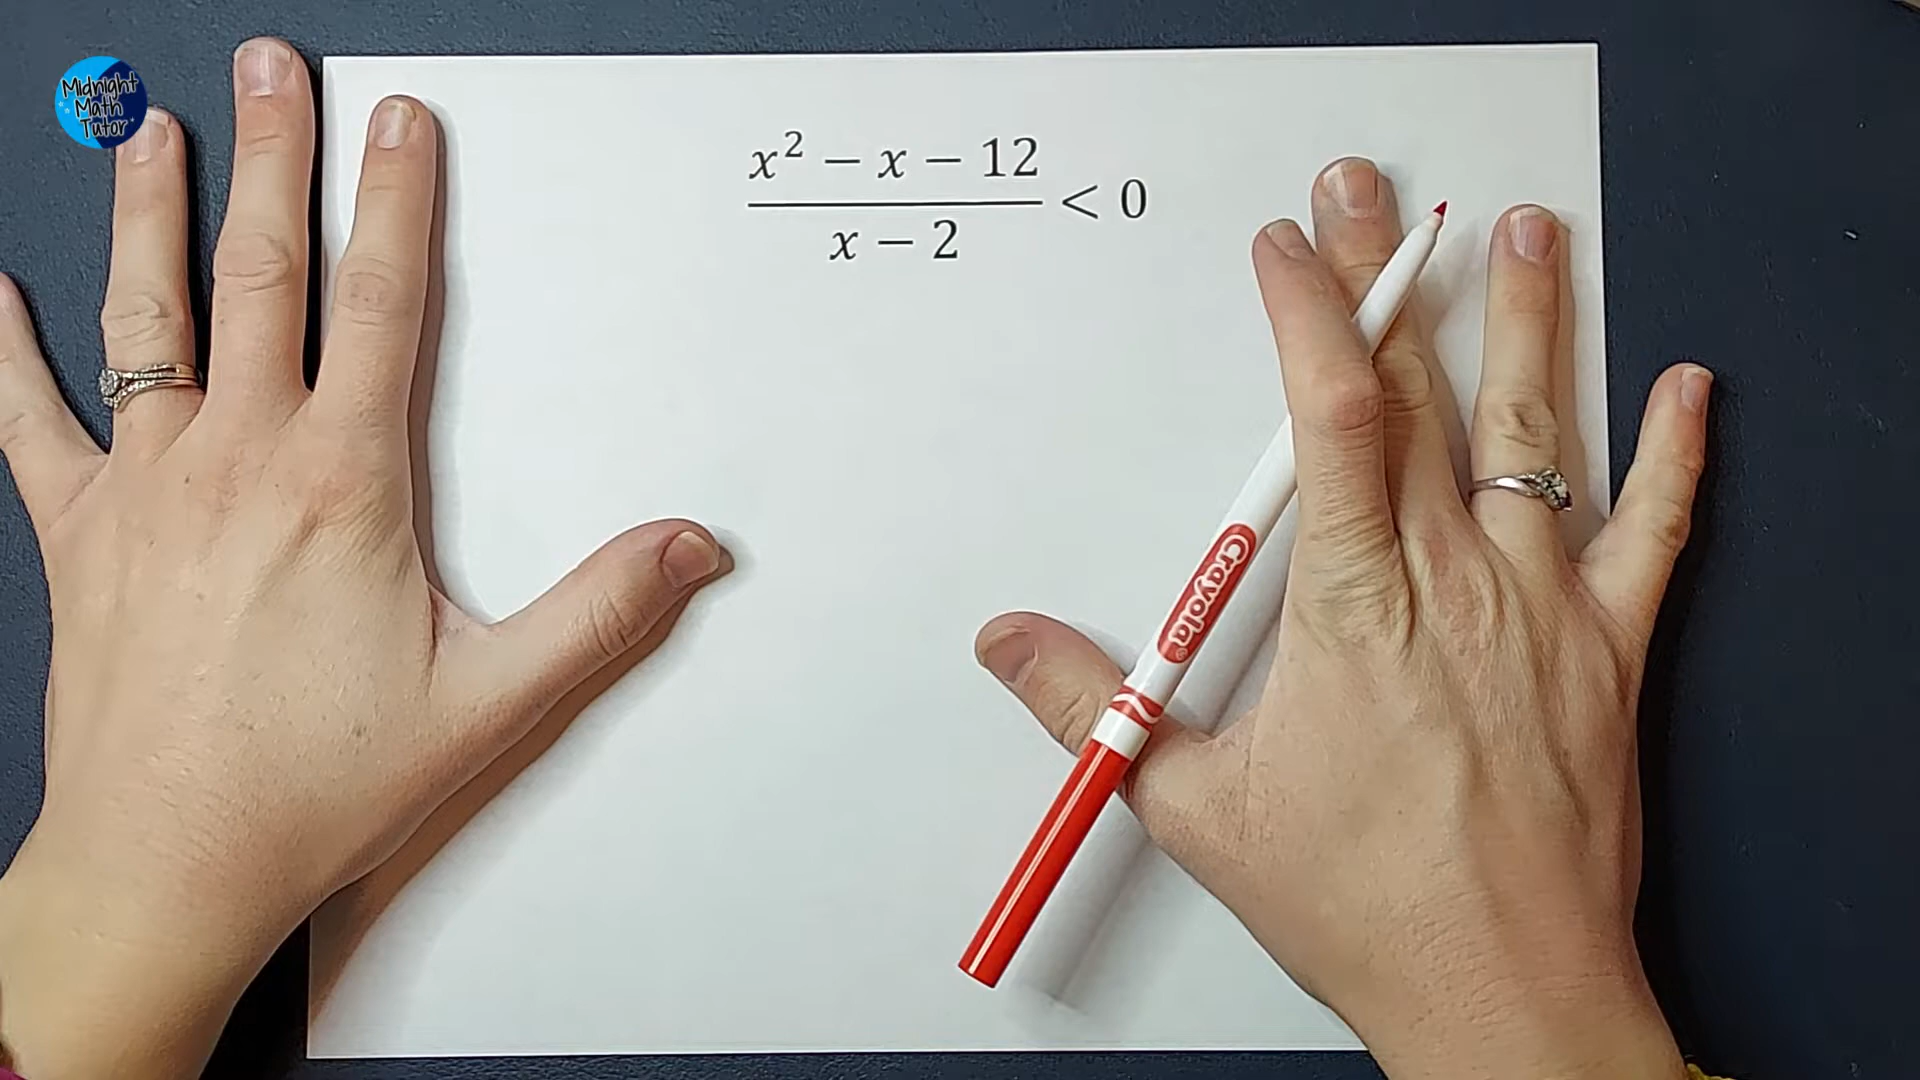 Midnight
Math
Tutor
x² − x − 12
x − 2
< 0
Crayola